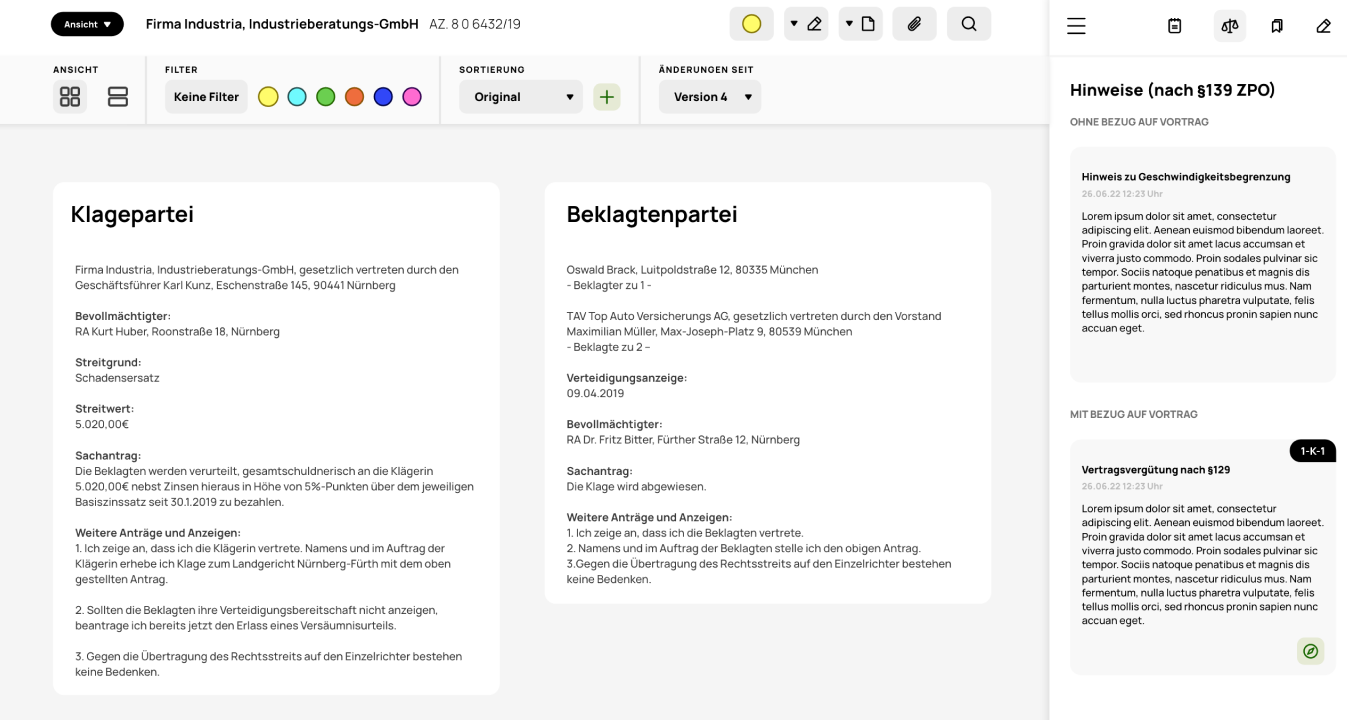 Ansicht
Firma Industria, Industrieberatungs-GmbH AZ. 8 0 6432/19
ANSICHT
FILTER
Keine Filter
SORTIERUNG
Original
ÄNDERUNGEN SEIT
Version 4
Klagepartei
Firma Industria, Industrieberatungs-GmbH, gesetzlich vertreten durch den
Geschäftsführer Karl Kunz, Eschenstraße 145, 90441 Nürnberg
Bevollmächtigter:
RA Kurt Huber, Roonstraße 18, Nürnberg
Streitgrund:
Schadensersatz
Streitwert:
5.020,00€
Sachantrag:
Die Beklagten werden verurteilt, gesamtschuldnerisch an die Klägerin
5.020,00€ nebst Zinsen hieraus in Höhe von 5%-Punkten über dem jeweiligen
Basiszinssatz seit 30.1.2019 zu bezahlen.
Weitere Anträge und Anzeigen:
1. Ich zeige an, dass ich die Klägerin vertrete. Namens und im Auftrag der
Klägerin erhebe ich Klage zum Landgericht Nürnberg-Fürth mit dem oben
gestellten Antrag.
2. Sollten die Beklagten ihre Verteidigungsbereitschaft nicht anzeigen,
beantrage ich bereits jetzt den Erlass eines Versäumnisurteils.
3. Gegen die Übertragung des Rechtsstreits auf den Einzelrichter bestehen
keine Bedenken.
Beklagtenpartei
Oswald Brack, Luitpoldstraße 12, 80335 München
- Beklagter zu 1 -
TAV Top Auto Versicherungs AG, gesetzlich vertreten durch den Vorstand
Maximilian Müller, Max-Joseph-Platz 9, 80539 München
- Beklagte zu 2 –
Verteidigungsanzeige:
09.04.2019
Bevollmächtigter:
RA Dr. Fritz Bitter, Fürther Straße 12, Nürnberg
Sachantrag:
Die Klage wird abgewiesen.
Weitere Anträge und Anzeigen:
1. Ich zeige an, dass ich die Beklagten vertrete.
2. Namens und im Auftrag der Beklagten stelle ich den obigen Antrag.
3.Gegen die Übertragung des Rechtsstreits auf den Einzelrichter bestehen
keine Bedenken.
Hinweise (nach §139 ZPO)
OHNE BEZUG AUF VORTRAG
Hinweis zu Geschwindigkeitsbegrenzung
26.06.22 12:23 Uhr
Lorem ipsum dolor sit amet, consectetur
adipiscing elit. Aenean euismod bibendum laoreet.
Proin gravida dolor sit amet lacus accumsan et
viverra justo commodo. Proin sodales pulvinar sic
tempor. Sociis natoque penatibus et magnis dis
parturient montes, nascetur ridiculus mus. Nam
fermentum, nulla luctus pharetra vulputate, felis
tellus mollis orci, sed rhoncus pronin sapien nunc
accuan eget.
MIT BEZUG AUF VORTRAG
1-K-1
Vertragsvergütung nach §129
26.06.22 12:23 Uhr
Lorem ipsum dolor sit amet, consectetur
adipiscing elit. Aenean euismod bibendum laoreet.
Proin gravida dolor sit amet lacus accumsan et
viverra justo commodo. Proin sodales pulvinar sic
tempor. Sociis natoque penatibus et magnis dis
parturient montes, nascetur ridiculus mus. Nam
fermentum, nulla luctus pharetra vulputate, felis
tellus mollis orci, sed rhoncus pronin sapien nunc
accuan eget.